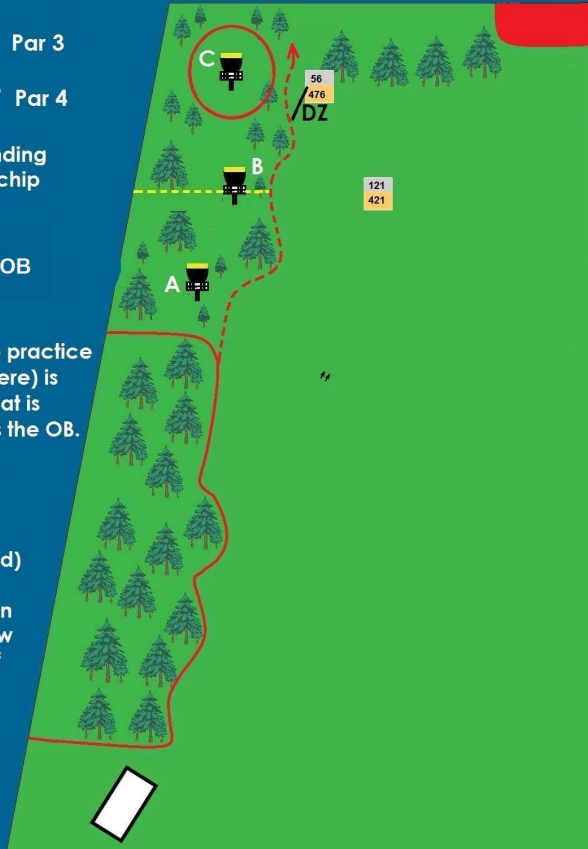 Par 3
Par 4
nding
chip
OB
practice
ere) is
at is
s the OB.
d)
n
w
C
56
476
DZ
B
121
421
A